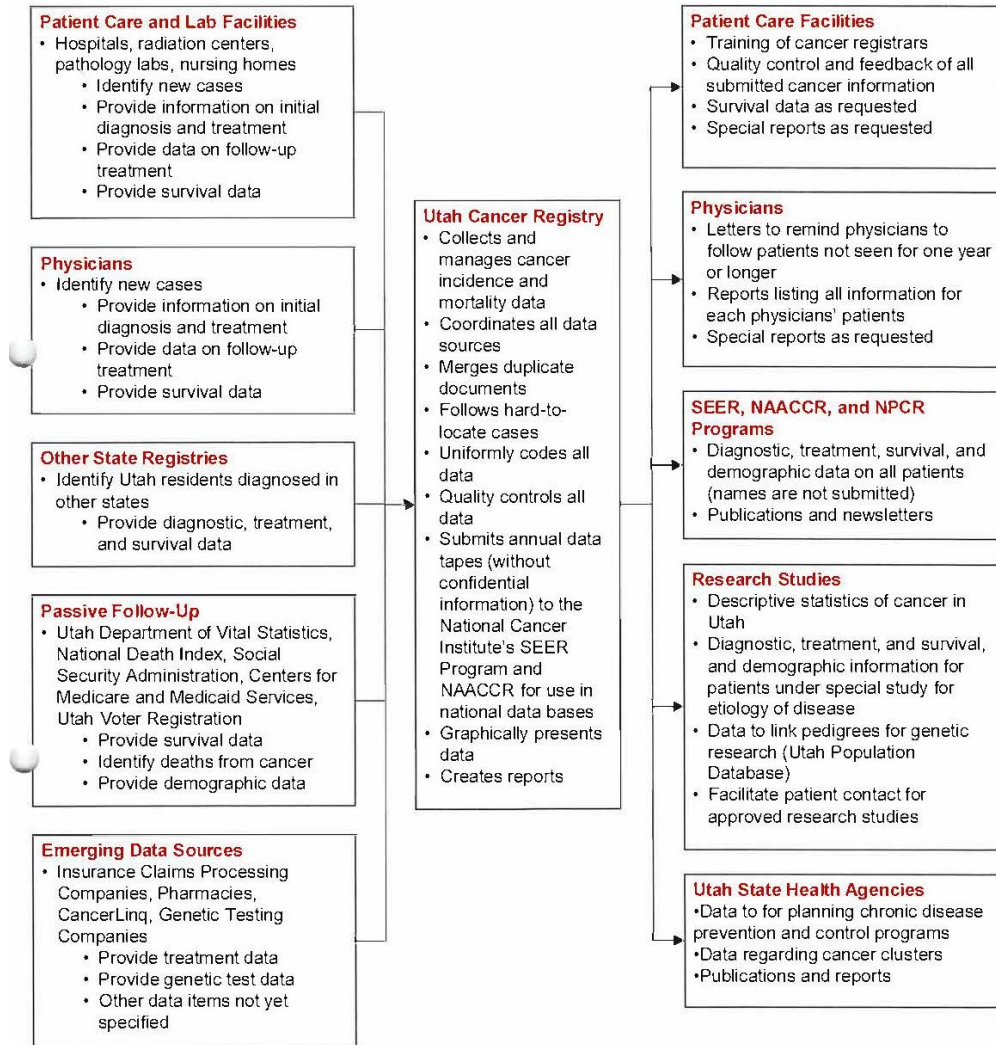 Patient Care and Lab Facilities
• Hospitals, radiation centers,
pathology labs, nursing homes
• Identify new cases
• Provide information on initial
diagnosis and treatment
• Provide data on follow-up
treatment
• Provide survival data
Physicians
• Identify new cases
• Provide information on initial
diagnosis and treatment
• Provide data on follow-up
treatment
• Provide survival data
Other State Registries
• Identify Utah residents diagnosed in
other states
• Provide diagnostic, treatment,
and survival data
Passive Follow-Up
• Utah Department of Vital Statistics,
National Death Index, Social
Security Administration, Centers for
Medicare and Medicaid Services,
Utah Voter Registration
• Provide survival data
• Identify deaths from cancer
• Provide demographic data
Emerging Data Sources
• Insurance Claims Processing
Companies, Pharmacies,
CancerLinq, Genetic Testing
Companies
• Provide treatment data
• Provide genetic test data
• Other data items not yet
specified
Utah Cancer Registry
• Collects and
manages cancer
incidence and
mortality data
• Coordinates all data
sources
• Merges duplicate
documents
• Follows hard-to-
locate cases
• Uniformly codes all
data
• Quality controls all
data
• Submits annual data
tapes (without
confidential
information) to the
National Cancer
Institute's SEER
Program and
NAACCR for use in
national data bases
• Graphically presents
data
• Creates reports
Patient Care Facilities
• Training of cancer registrars
• Quality control and feedback of all
submitted cancer information
• Survival data as requested
• Special reports as requested
Physicians
• Letters to remind physicians to
follow patients not seen for one year
or longer
• Reports listing all information for
each physicians' patients
• Special reports as requested
SEER, NAACCR, and NPCR
Programs
• Diagnostic, treatment, survival, and
demographic data on all patients
(names are not submitted)
• Publications and newsletters
Research Studies
• Descriptive statistics of cancer in
Utah
• Diagnostic, treatment, and survival,
and demographic information for
patients under special study for
etiology of disease
• Data to link pedigrees for genetic
research (Utah Population
Database)
• Facilitate patient contact for
approved research studies
Utah State Health Agencies
•Data to for planning chronic disease
prevention and control programs
•Data regarding cancer clusters
•Publications and reports